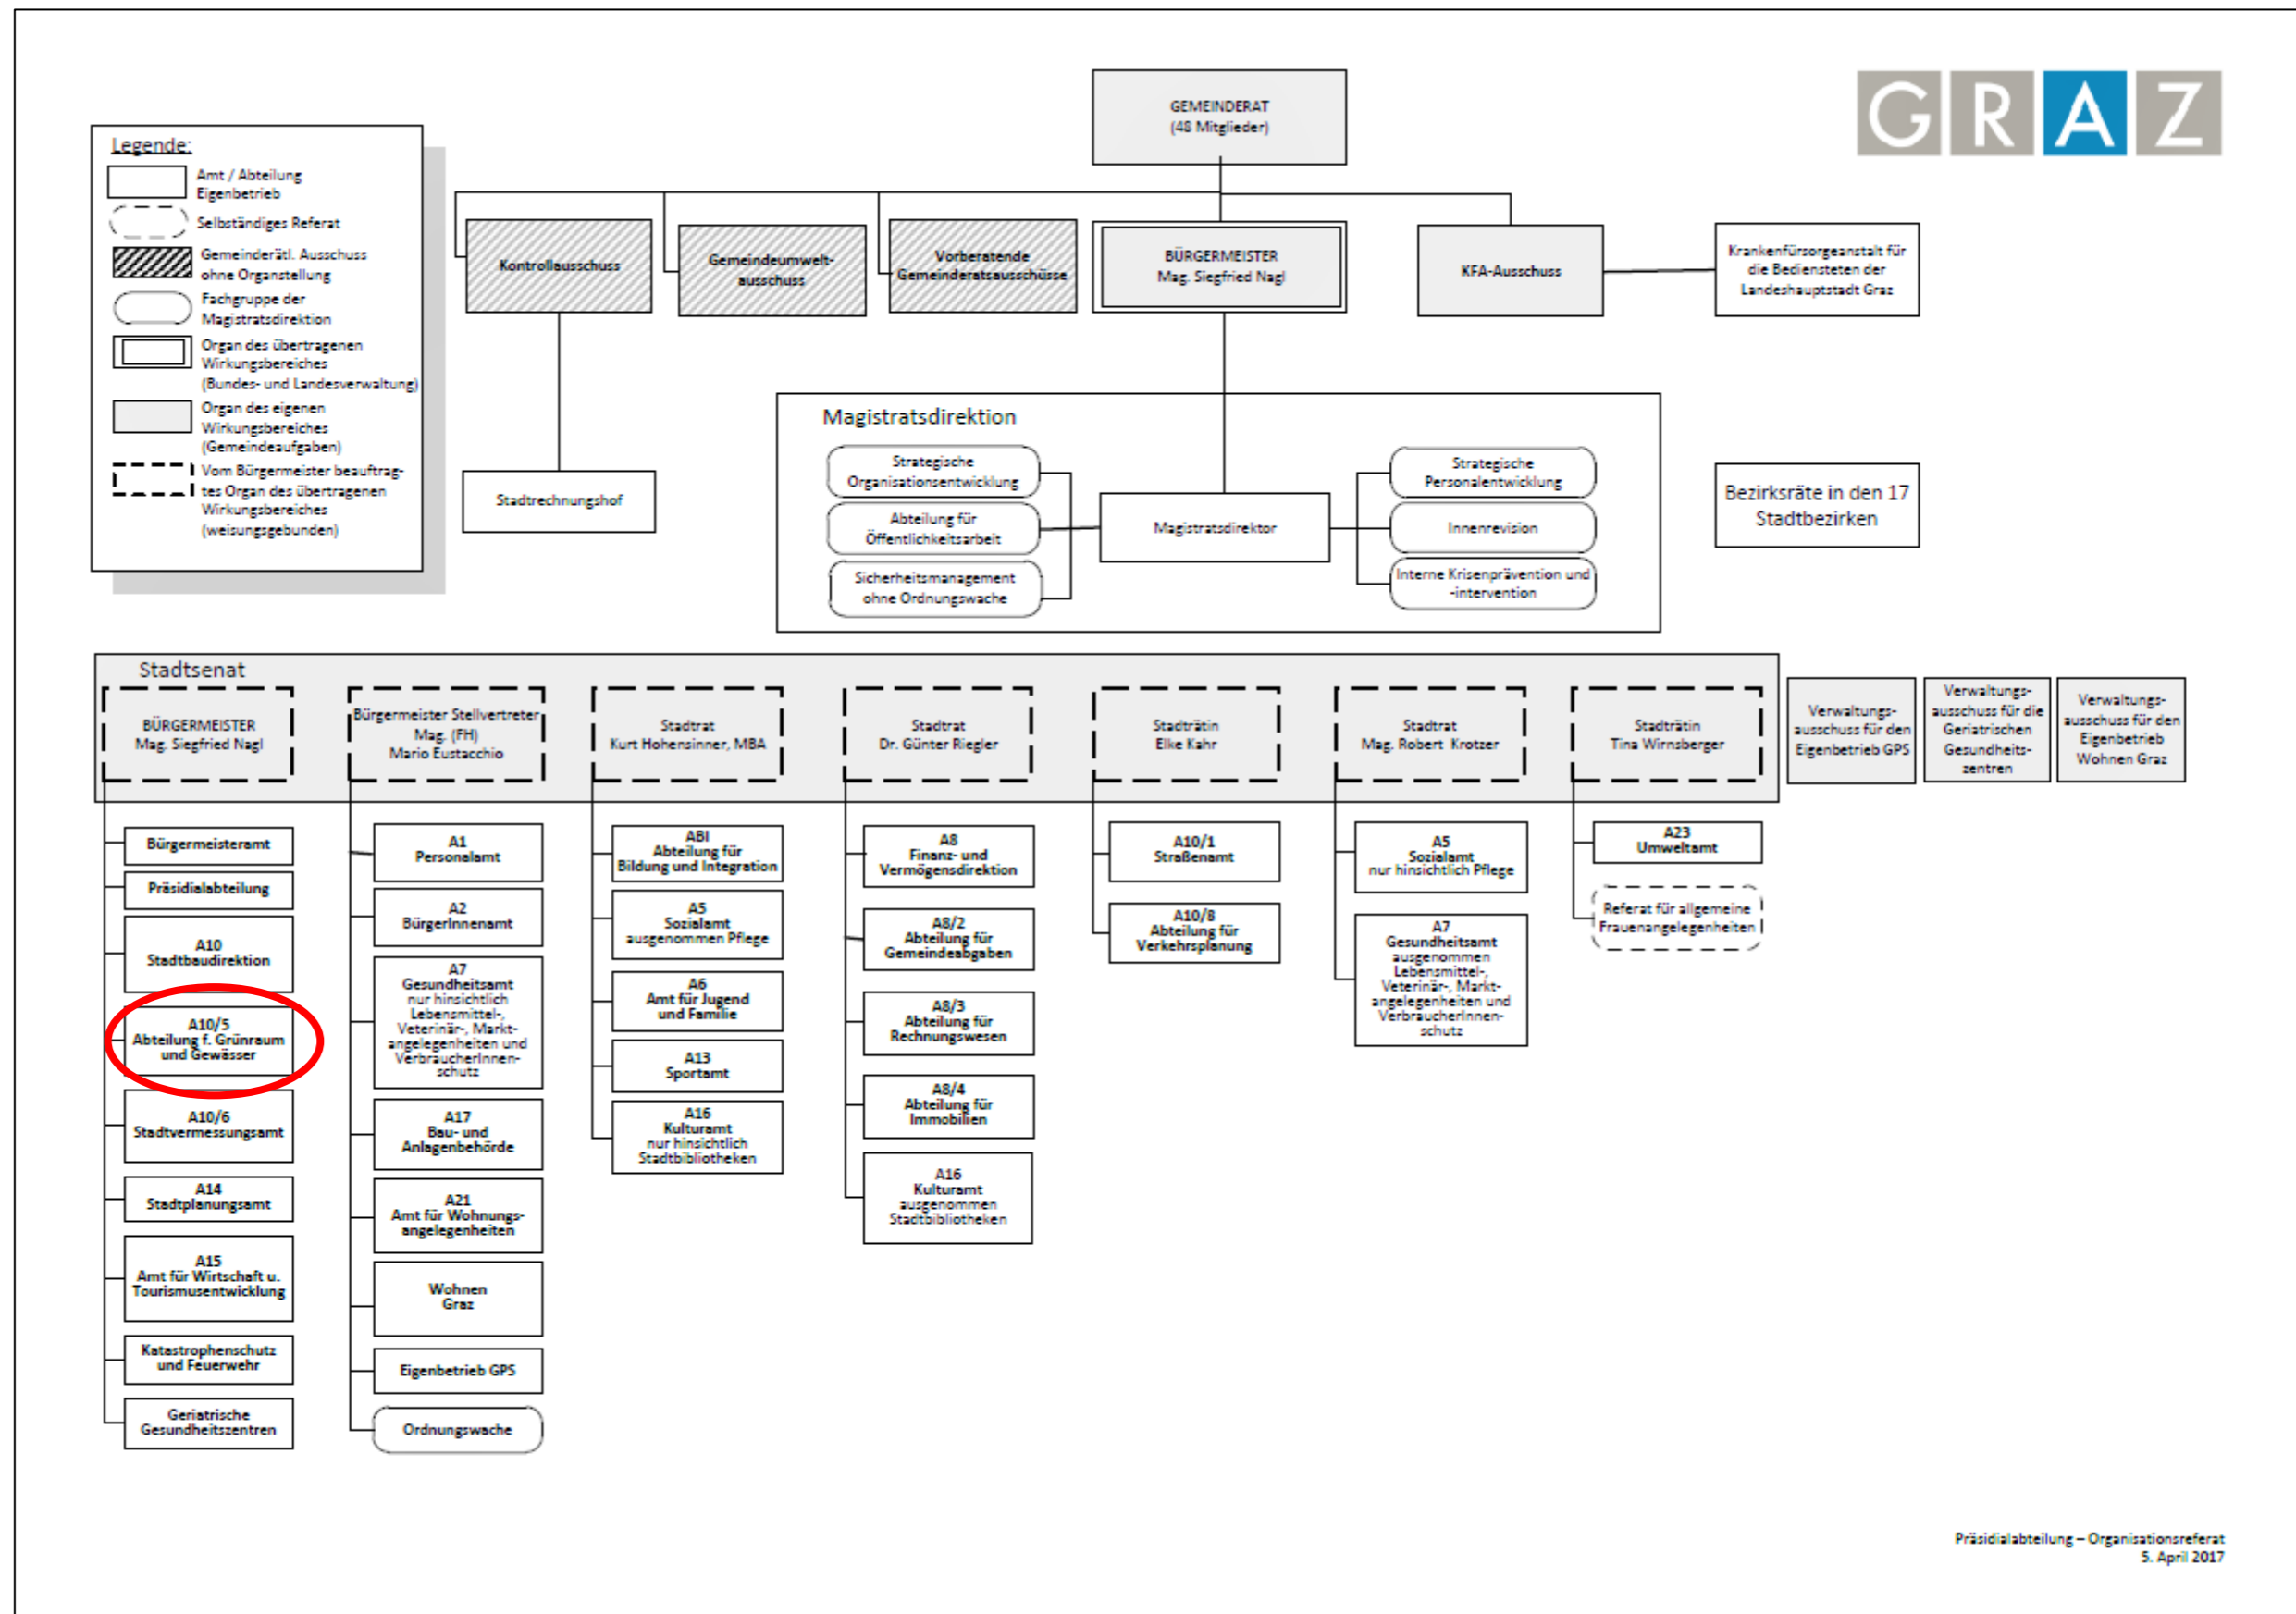 GRAZ
GEMEINDERAT
(48 Mitglieder)
Legende:
Amt / Abteilung
Eigenbetrieb
Selbständiges Referat
Gemeinderätl. Ausschuss
ohne Organstellung
Fachgruppe der
Magistratsdirektion
Organ des übertragenen
Wirkungsbereiches
(Bundes- und Landesverwaltung)
Organ des eigenen
Wirkungsbereiches
(Gemeindeaufgaben)
Vom Bürgermeister beauftrag-
tes Organ des übertragenen
Wirkungsbereiches
(weisungsgebunden)
Kontrollausschuss
Gemeindeumwelt-
ausschuss
Vorberatende
Gemeinderatsausschüsse
BÜRGERMEISTER
Mag. Siegfried Nagl
KFA-Ausschuss
Krankenfürsorgeanstalt für
die Bediensteten der
Landeshauptstadt Graz
Stadtrechnungshof
Magistratsdirektion
Strategische
Organisationsentwicklung
Abteilung für
Öffentlichkeitsarbeit
Sicherheitsmanagement
ohne Ordnungswache
Magistratsdirektor
Strategische
Personalentwicklung
Innenrevision
Interne Krisenprävention und
-intervention
Bezirksräte in den 17
Stadtbezirken
Stadtsenat
BÜRGERMEISTER
Mag. Siegfried Nagl
Bürgermeister Stellvertreter
Mag. (FH)
Mario Eustacchio
Stadtrat
Kurt Hohensinner, MBA
Stadtrat
Dr. Günter Riegler
Stadträtin
Elke Kahr
Stadtrat
Mag. Robert Krotzer
Stadträtin
Tina Wirnsberger
Verwaltungs-
ausschuss für den
Eigenbetrieb GPS
Verwaltungs-
ausschuss für die
Geriatrischen
Gesundheits-
zentren
Verwaltungs-
ausschuss für den
Eigenbetrieb
Wohnen Graz
Bürgermeisteramt
Präsidialabteilung
A10
Stadtbaudirektion
A10/5
Abteilung f. Grünraum
und Gewässer
A10/6
Stadtvermessungsamt
A14
Stadtplanungsamt
A15
Amt für Wirtschaft u.
Tourismusentwicklung
Katastrophenschutz
und Feuerwehr
Geriatrische
Gesundheitszentren
A1
Personalamt
A2
BürgerInnenamt
A7
Gesundheitsamt
nur hinsichtlich
Lebensmittel-,
Veterinär-, Markt-
angelegenheiten und
VerbraucherInnen-
schutz
A17
Bau- und
Anlagenbehörde
A21
Amt für Wohnungs-
angelegenheiten
Wohnen
Graz
Eigenbetrieb GPS
Ordnungswache
ABI
Abteilung für
Bildung und Integration
A5
Sozialamt
ausgenommen Pflege
A6
Amt für Jugend
und Familie
A13
Sportamt
A16
Kulturamt
nur hinsichtlich
Stadtbibliotheken
A8
Finanz- und
Vermögensdirektion
A8/2
Abteilung für
Gemeindeabgaben
A8/3
Abteilung für
Rechnungswesen
A8/4
Abteilung für
Immobilien
A16
Kulturamt
ausgenommen
Stadtbibliotheken
A10/1
Straßenamt
A10/8
Abteilung für
Verkehrsplanung
A5
Sozialamt
nur hinsichtlich Pflege
A7
Gesundheitsamt
ausgenommen
Lebensmittel-,
Veterinär-, Markt-
angelegenheiten und
VerbraucherInnen-
schutz
A23
Umweltamt
Referat für allgemeine
Frauenangelegenheiten
Präsidialabteilung – Organisationsreferat
5. April 2017